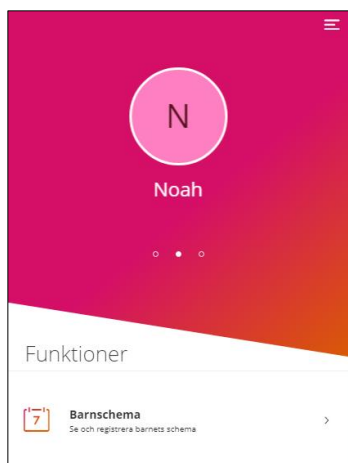 N
Noah
Funktioner
7
Barnschema
Se och registrera barnets schema